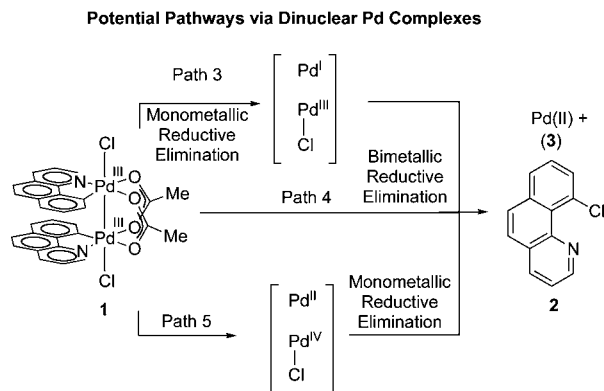 Potential Pathways via Dinuclear Pd Complexes
Path 3
Monometallic
Reductive
Elimination
Pd^I
Pd^III
Cl
Cl
N
Pd^III
O
O
Me
N
Pd^III
O
O
Me
Cl
1
Path 4
Bimetallic
Reductive
Elimination
Path 5
Pd^II
Pd^IV
Cl
Monometallic
Reductive
Elimination
Pd(II) +
(3)
Cl
N
2